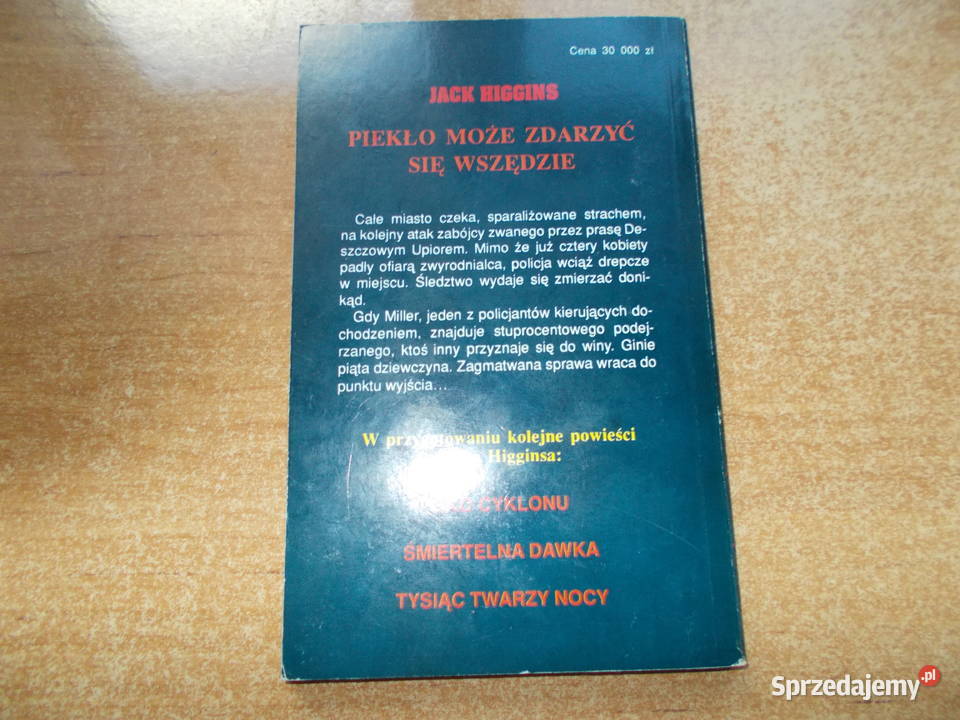 Cena 30 000 zł
JACK HIGGINS
PIEKŁO MOŻE ZDARZYĆ
SIĘ WSZĘDZIE
Całe miasto czeka, sparaliżowane strachem,
na kolejny atak zabójcy zwanego przez prasę De-
szczowym Upiorem. Mimo że już cztery kobiety
padły ofiarą zwyrodnialca, policja wciąż drepcze
w miejscu. Śledztwo wydaje się zmierzać doni-
kąd.
Gdy Miller, jeden z policjantów kierujących do-
chodzeniem, znajduje stuprocentowego podej-
rzanego, ktoś inny przyznaje się do winy. Ginie
piąta dziewczyna. Zagmatwana sprawa wraca do
punktu wyjścia...
W przygotowaniu kolejne powieści
Higginsa:
CYKLONU
ŚMIERTELNA DAWKA
TYSIĄC TWARZY NOCY
Sprzedajemy.pl